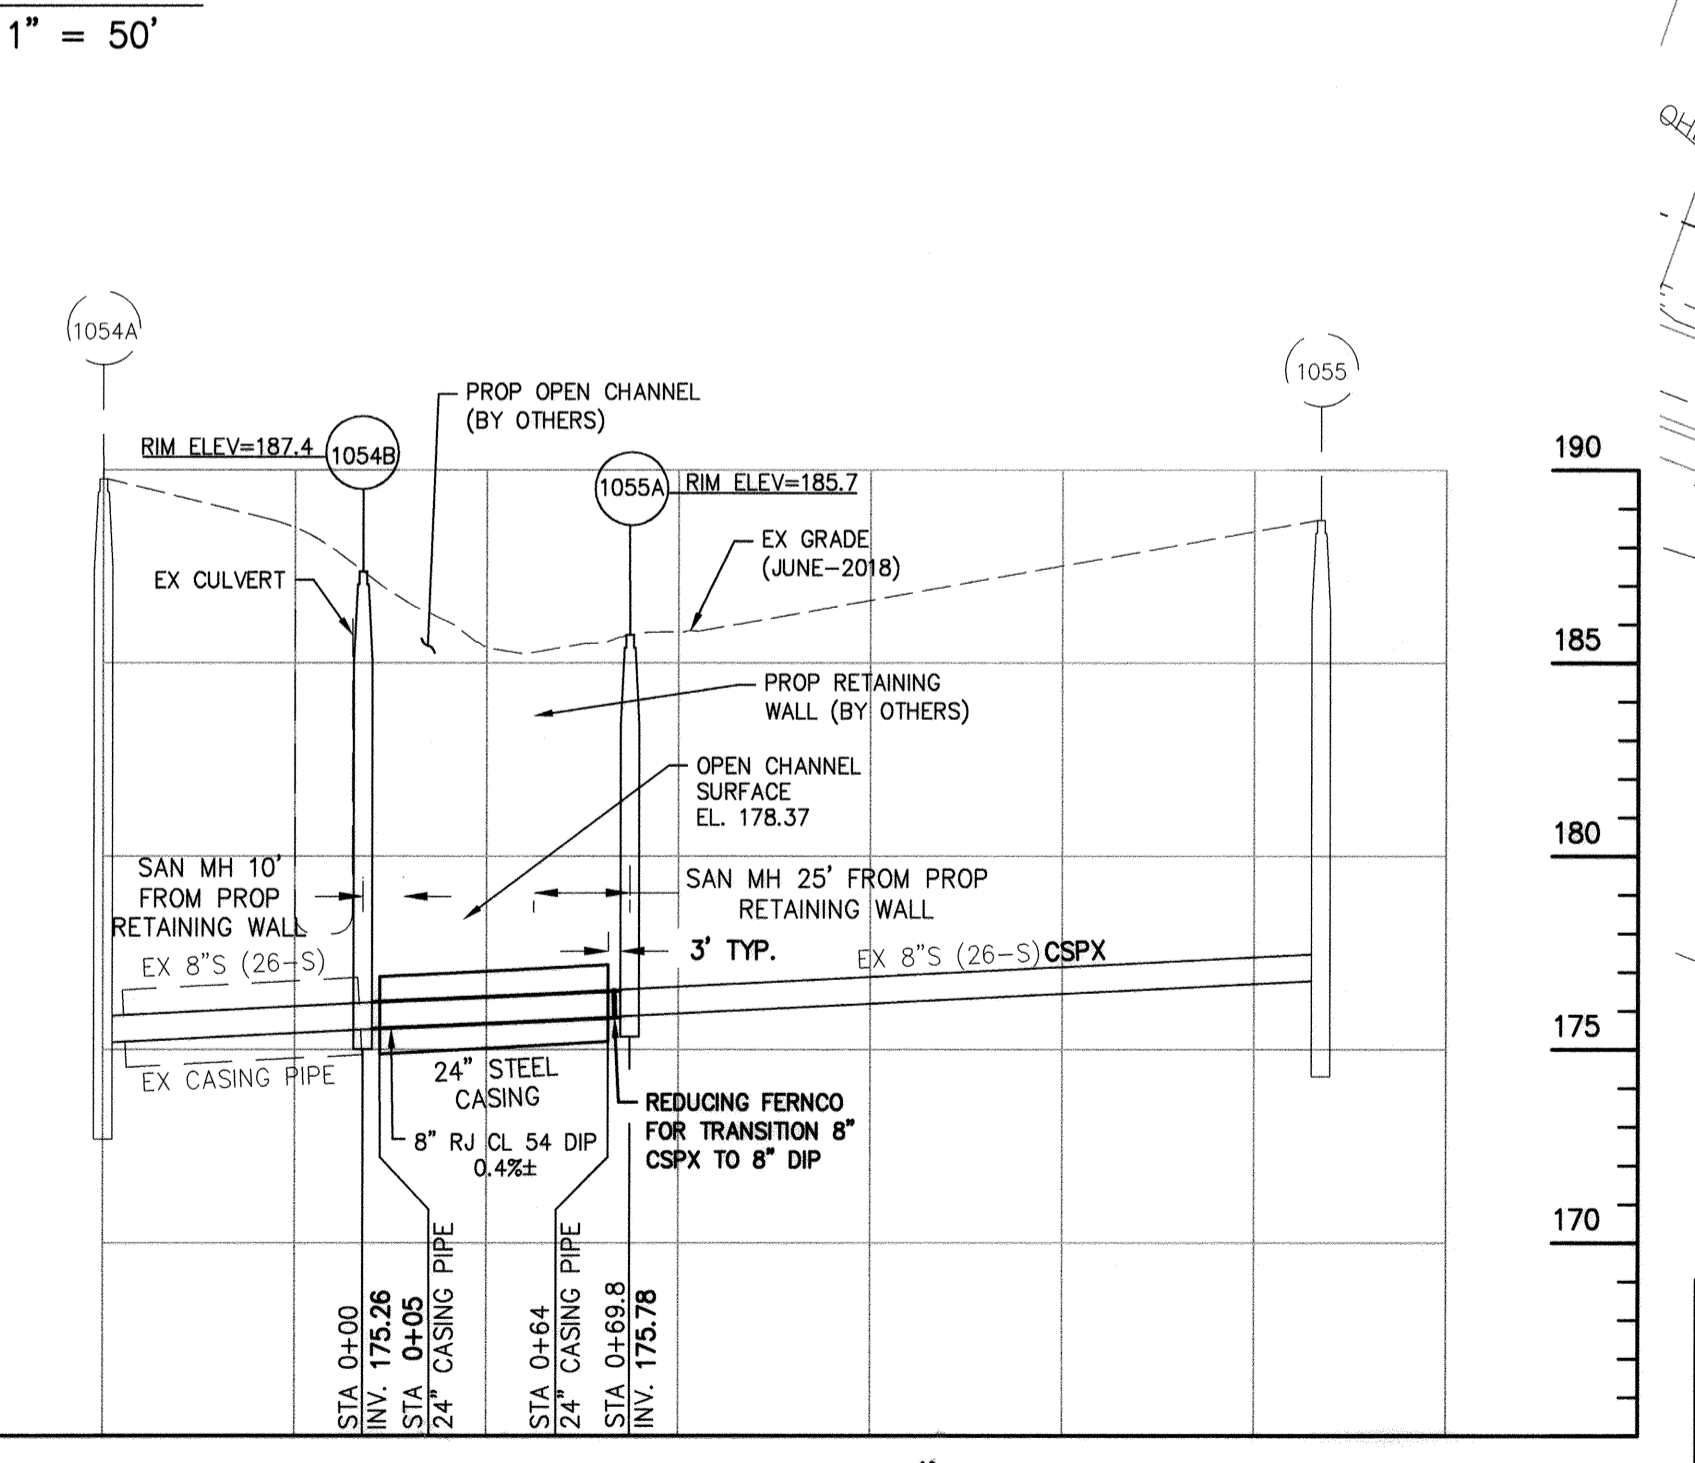 1" = 50'
OH
1054A
1055
PROP OPEN CHANNEL
(BY OTHERS)
RIM ELEV=187.4
1054B
190
1055A
RIM ELEV=185.7
EX GRADE
(JUNE-2018)
EX CULVERT
185
PROP RETAINING
WALL (BY OTHERS)
OPEN CHANNEL
SURFACE
EL. 178.37
180
SAN MH 10'
FROM PROP
RETAINING WALL
SAN MH 25' FROM PROP
RETAINING WALL
3' TYP.
EX 8"S (26-S)
EX 8"S (26-S) CSPX
175
EX CASING PIPE
24" STEEL
CASING
REDUCING FERNCO
FOR TRANSITION 8"
CSPX TO 8" DIP
8" RJ CL 54 DIP
0.4%±
170
STA 0+00
INV. 175.26
STA 0+05
24" CASING PIPE
STA 0+64
24" CASING PIPE
STA 0+69.8
INV. 175.78